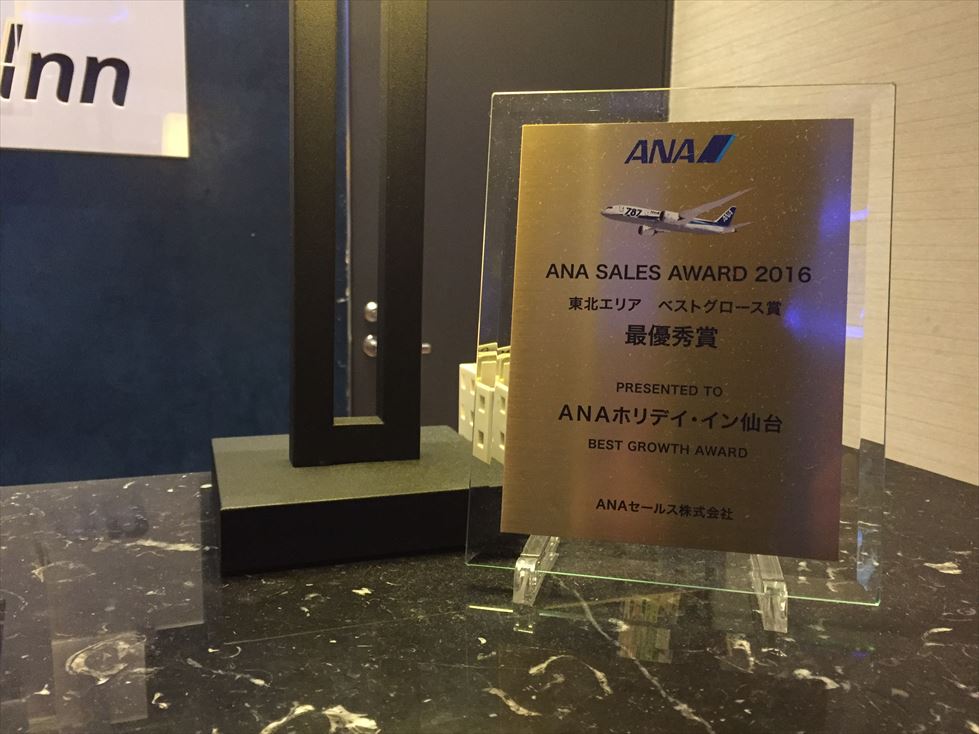 Inn
ANA
787
ANA
ANA SALES AWARD 2016
東北エリア ベストグロース賞
最優秀賞
PRESENTED TO
ANAホリデイ・イン仙台
BEST GROWTH AWARD
ANAセールス株式会社